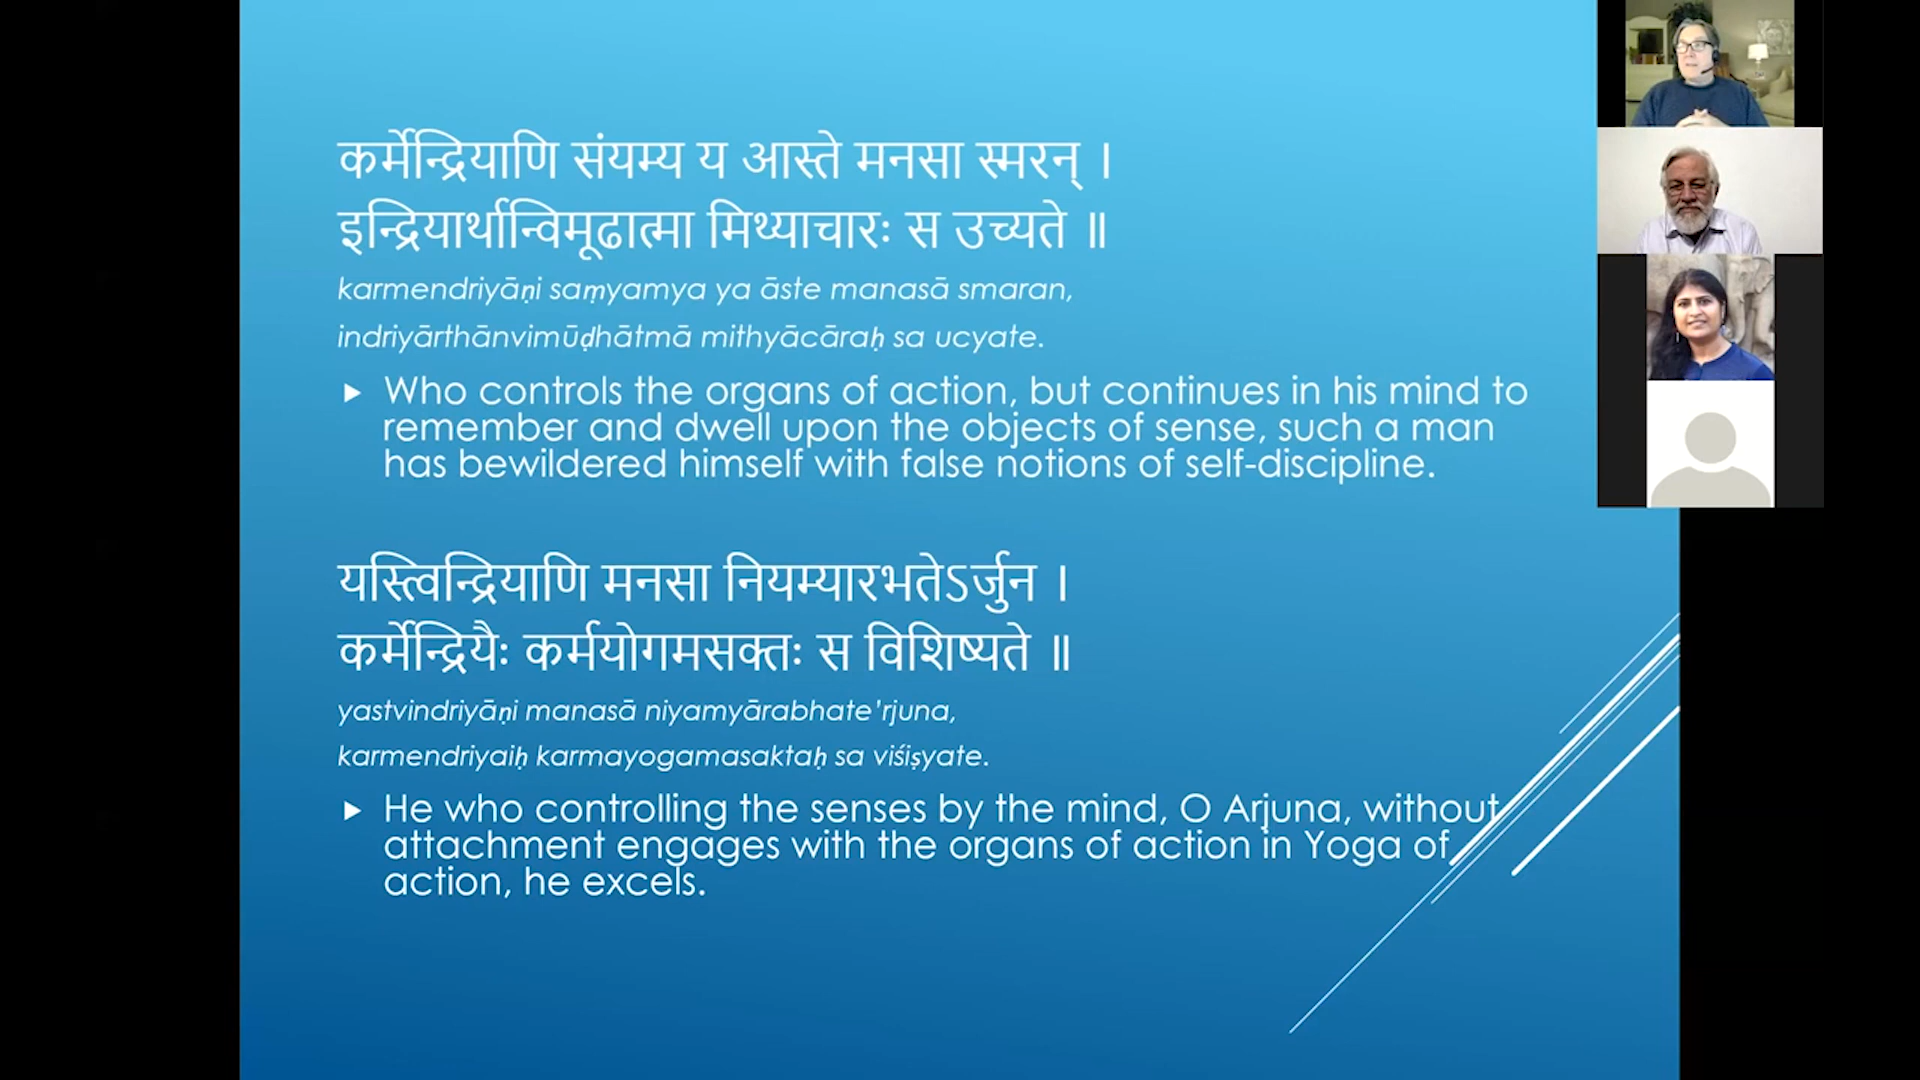 कर्मेन्द्रियाणि संयम्य य आस्ते मनसा स्मरन् ।
इन्द्रियार्थान्विमूढात्मा मिथ्याचारः स उच्यते ॥
karmendriyāṇi saṃyamya ya āste manasā smaran,
indriyārthānvimūḍhātmā mithyācāraḥ sa ucyate.
Who controls the organs of action, but continues in his mind to
remember and dwell upon the objects of sense, such a man
has bewildered himself with false notions of self-discipline.
यस्त्विन्द्रियाणि मनसा नियम्यारभतेऽर्जुन ।
कर्मेन्द्रियैः कर्मयोगमसक्तः स विशिष्यते ॥
yastvindriyāṇi manasā niyamyārabhate'rjuna,
karmendriyaiḥ karmayogamasaktaḥ sa viśiṣyate.
He who controlling the senses by the mind, O Arjuna, without
attachment engages with the organs of action in Yoga of
action, he excels.